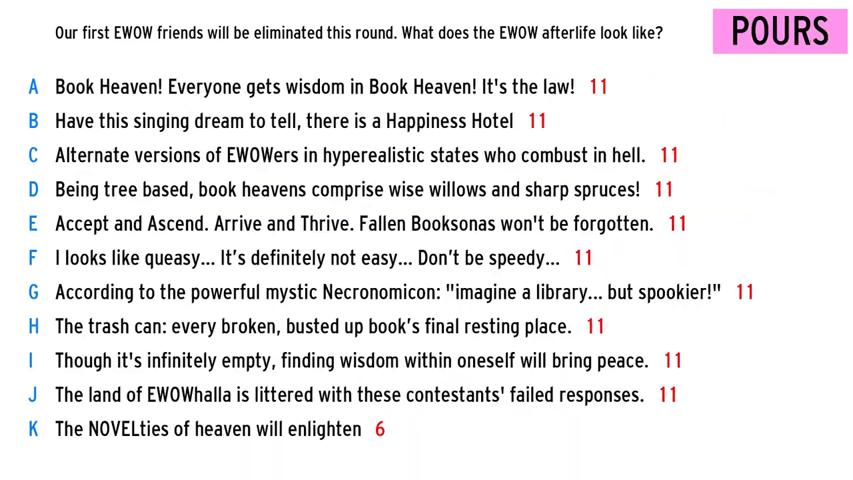 Our first EWOW friends will be eliminated this round. What does the EWOW afterlife look like?
POURS
A Book Heaven! Everyone gets wisdom in Book Heaven! It's the law! 11
B Have this singing dream to tell, there is a Happiness Hotel 11
C Alternate versions of EWOWers in hyperealistic states who combust in hell. 11
D Being tree based, book heavens comprise wise willows and sharp spruces! 11
E Accept and Ascend. Arrive and Thrive. Fallen Booksonas won't be forgotten. 11
F I looks like queasy... It's definitely not easy... Don't be speedy... 11
G According to the powerful mystic Necronomicon: "imagine a library... but spookier!" 11
H The trash can: every broken, busted up book's final resting place. 11
I Though it's infinitely empty, finding wisdom within oneself will bring peace. 11
J The land of EWOWhalla is littered with these contestants' failed responses. 11
K The NOVELties of heaven will enlighten 6